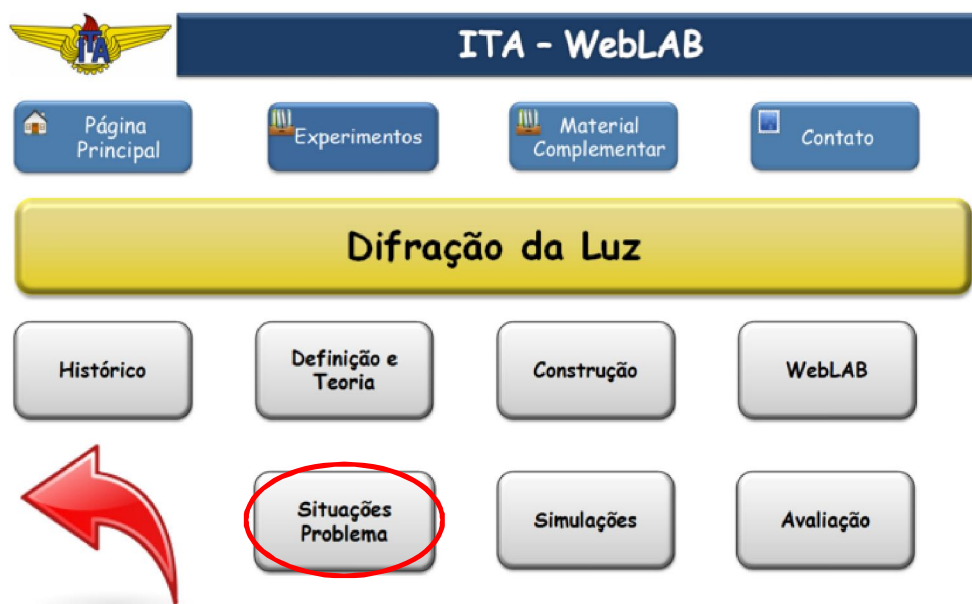 ITA
ITA - WebLAB
Página
Principal
Experimentos
Material
Complementar
Contato
Difração da Luz
Histórico
Definição e
Teoria
Construção
WebLAB
Situações
Problema
Simulações
Avaliação